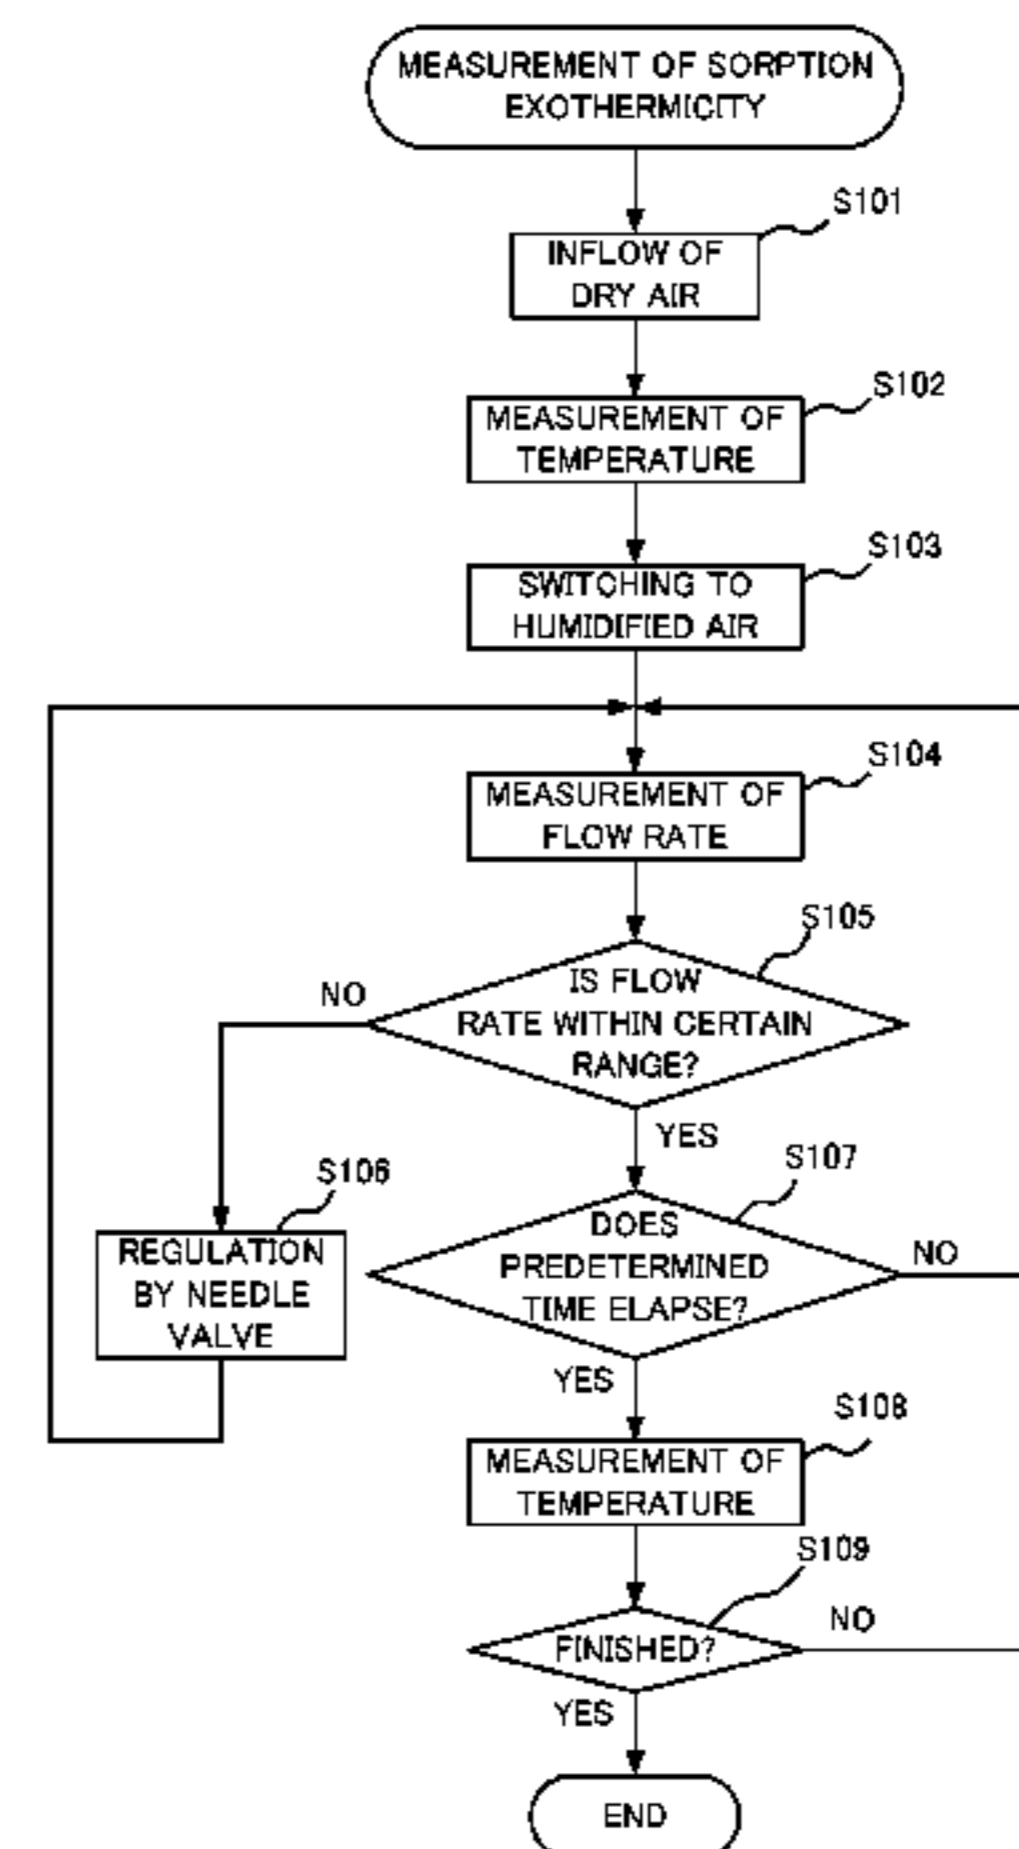 MEASUREMENT OF SORPTION
EXOTHERMICITY
S101
INFLOW OF
DRY AIR
S102
MEASUREMENT OF
TEMPERATURE
S103
SWITCHING TO
HUMIDIFIED AIR
S104
MEASUREMENT OF
FLOW RATE
S105
IS FLOW
RATE WITHIN CERTAIN
RANGE?
NO
YES
S106
REGULATION
BY NEEDLE
VALVE
S107
DOES
PREDETERMINED
TIME ELAPSE?
NO
YES
S108
MEASUREMENT OF
TEMPERATURE
S109
FINISHED?
NO
YES
END